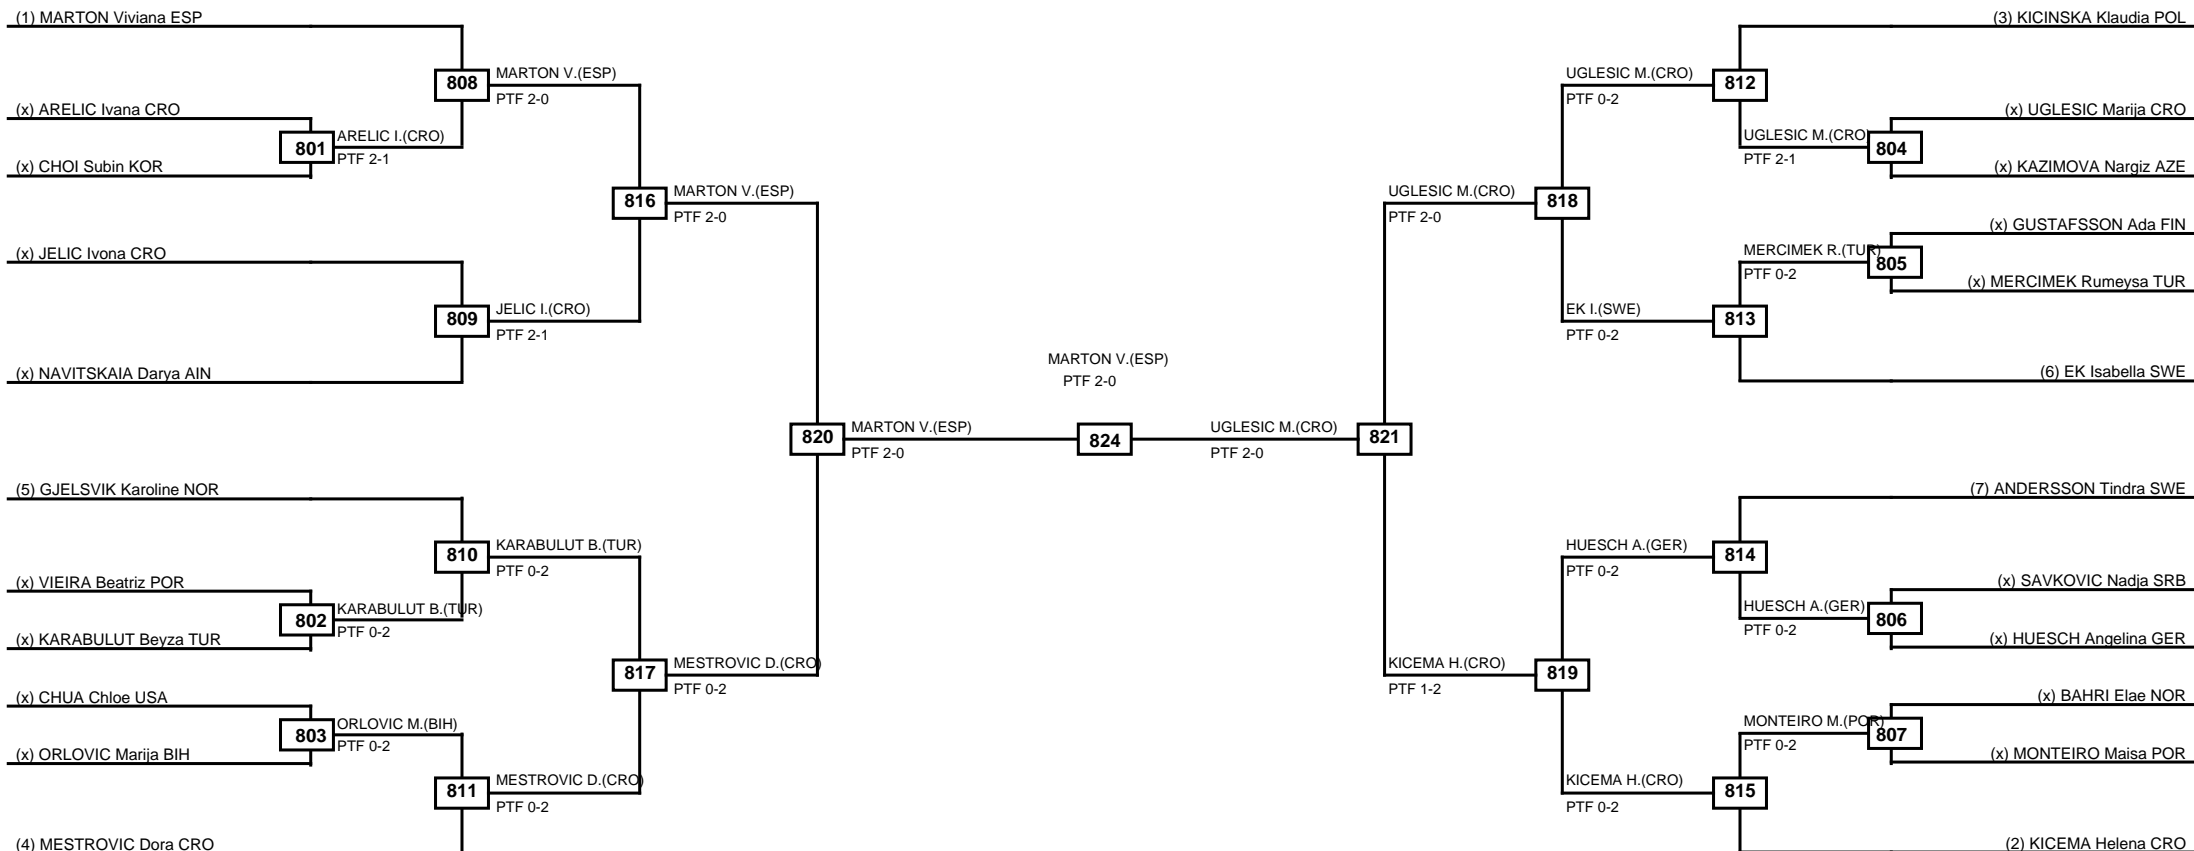 (1) MARTON Viviana ESP
(3) KICINSKA Klaudia POL
808
MARTON V.(ESP)
PTF 2-0
UGLESIC M.(CRO)
PTF 0-2
812
(x) ARELIC Ivana CRO
801
ARELIC I.(CRO)
PTF 2-1
(x) CHOI Subin KOR
(x) UGLESIC Marija CRO
UGLESIC M.(CRO)
PTF 2-1
804
(x) KAZIMOVA Nargiz AZE
816
MARTON V.(ESP)
PTF 2-0
UGLESIC M.(CRO)
PTF 2-0
818
(x) GUSTAFSSON Ada FIN
MERCIMEK R.(TUR)
PTF 0-2
805
(x) MERCIMEK Rumeysa TUR
(x) JELIC Ivona CRO
809
JELIC I.(CRO)
PTF 2-1
EK I.(SWE)
PTF 0-2
813
(x) NAVITSKAIA Darya AIN
(6) EK Isabella SWE
MARTON V.(ESP)
PTF 2-0
820
MARTON V.(ESP)
PTF 2-0
824
UGLESIC M.(CRO)
PTF 2-0
821
(5) GJELSVIK Karoline NOR
(7) ANDERSSON Tindra SWE
810
KARABULUT B.(TUR)
PTF 0-2
HUESCH A.(GER)
PTF 0-2
814
(x) VIEIRA Beatriz POR
802
KARABULUT B.(TUR)
PTF 0-2
(x) KARABULUT Beyza TUR
(x) SAVKOVIC Nadja SRB
HUESCH A.(GER)
PTF 0-2
806
(x) HUESCH Angelina GER
817
MESTROVIC D.(CRO)
PTF 0-2
KICEMA H.(CRO)
PTF 1-2
819
(x) CHUA Chloe USA
803
ORLOVIC M.(BIH)
PTF 0-2
(x) ORLOVIC Marija BIH
(x) BAHRI Elae NOR
MONTEIRO M.(POR)
PTF 0-2
807
(x) MONTEIRO Maisa POR
811
MESTROVIC D.(CRO)
PTF 0-2
KICEMA H.(CRO)
PTF 0-2
815
(4) MESTROVIC Dora CRO
(2) KICEMA Helena CRO